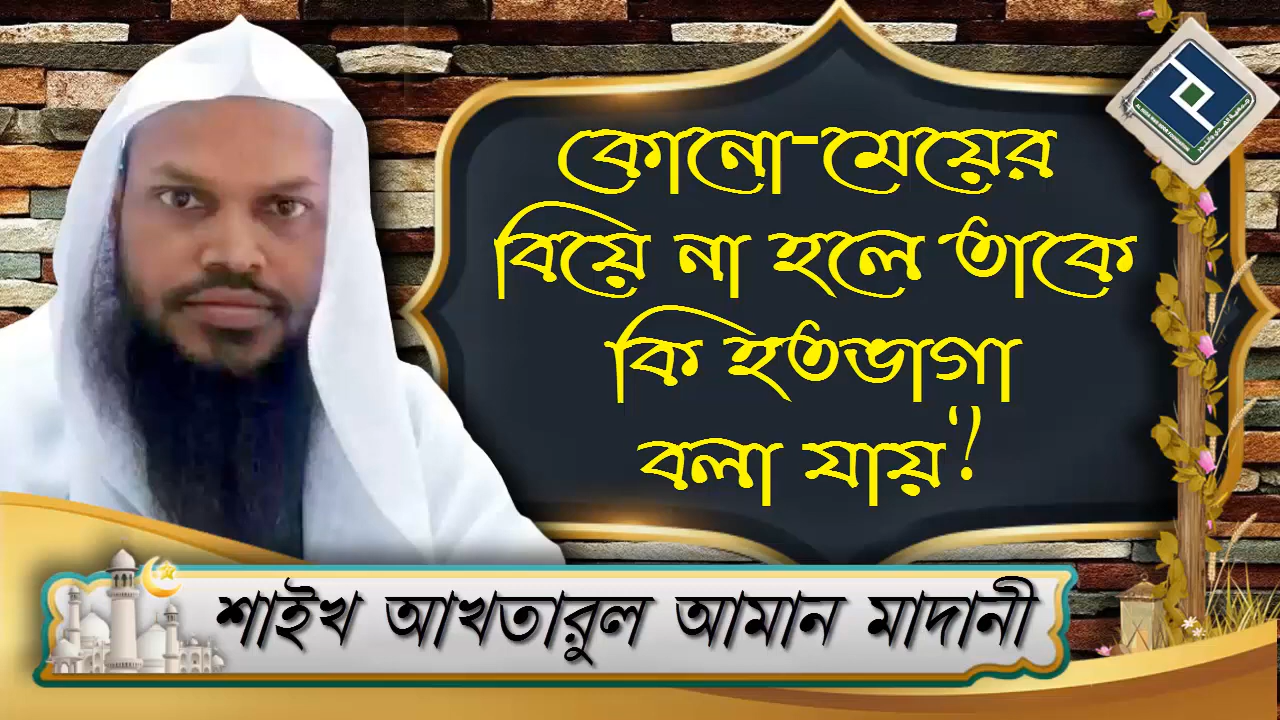 কোনো-মেয়ের
বিয়ে না হলে তাকে
কি হতভাগা
বলা যায়?
শাইখ আখতারুল আমান মাদানী